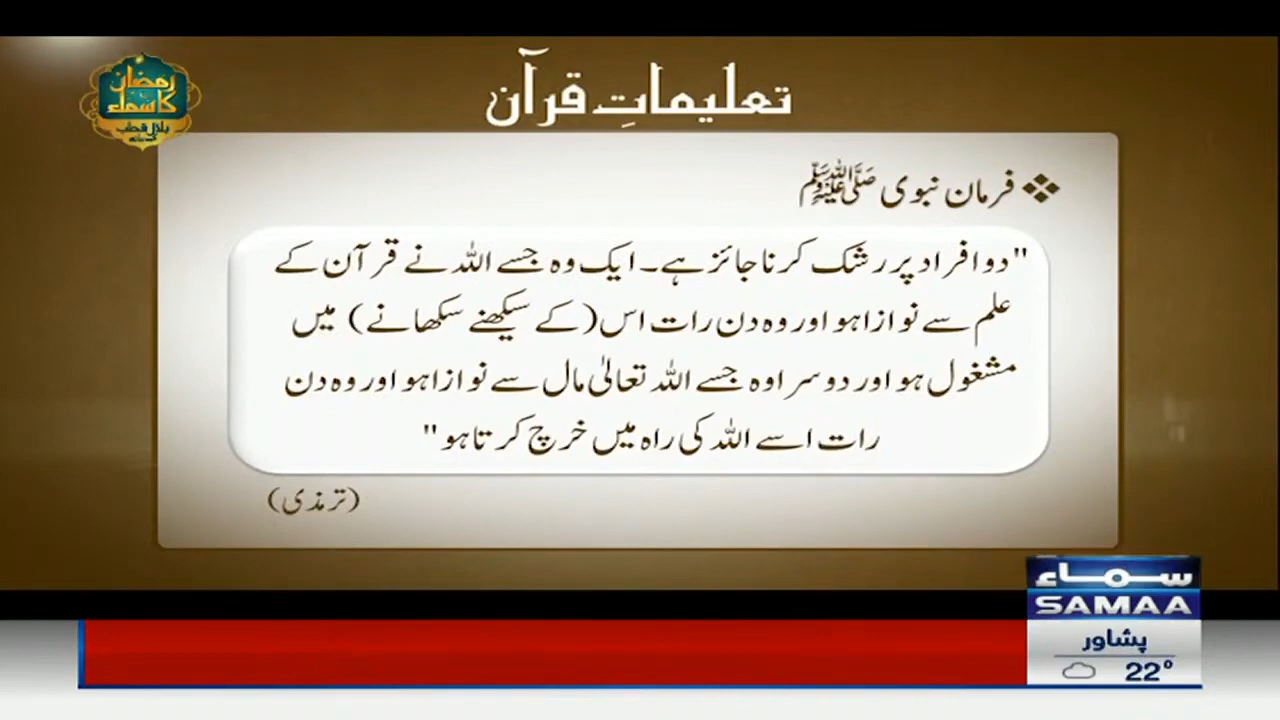 تعلیماتِ قرآن
رمضان
کا سماء
بلال قطب
❖ فرمان نبوی ﷺ
"دو افراد پر رشک کرنا جائز ہے۔ ایک وہ جسے اللہ نے قرآن کے
علم سے نوازا ہو اور وہ دن رات اس (کے سیکھنے سکھانے) میں
مشغول ہو اور دوسرا وہ جسے اللہ تعالیٰ مال سے نوازا ہو اور وہ دن
رات اسے اللہ کی راہ میں خرچ کرتا ہو"
(ترمذی)
سماء
SAMAA
پشاور
22°